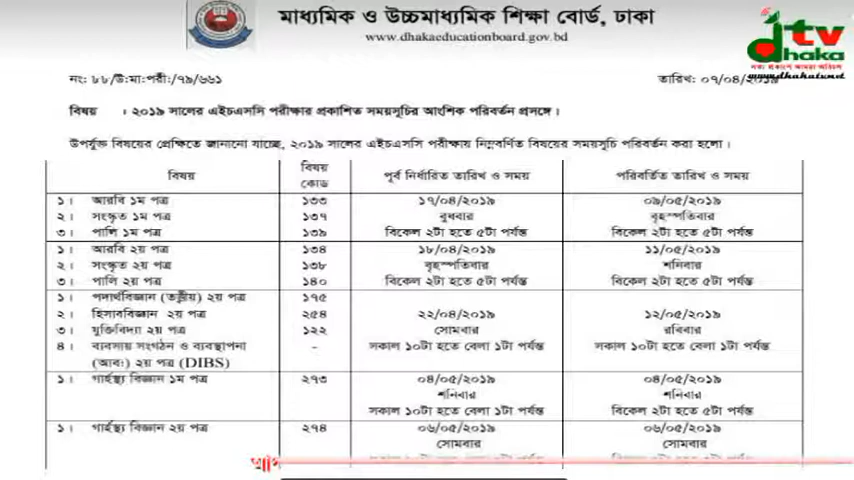 মাধ্যমিক ও উচ্চমাধ্যমিক শিক্ষা বোর্ড, ঢাকা
www.dhakaeducationboard.gov.bd
dtv
dhaka
www.dhakatv.net
নং: ৮৮/উ:মা:পরী:/৭৯/৬৬১
তারিখ: ০৭/০৪/২০১৯
বিষয় : ২০১৯ সালের এইচএসসি পরীক্ষার প্রকাশিত সময়সূচির আংশিক পরিবর্তন প্রসঙ্গে।
উপর্যুক্ত বিষয়ের প্রেক্ষিতে জানানো যাচ্ছে, ২০১৯ সালের এইচএসসি পরীক্ষায় নিম্নবর্ণিত বিষয়ের সময়সূচি পরিবর্তন করা হলো।
বিষয় বিষয় কোড পূর্ব নির্ধারিত তারিখ ও সময় পরিবর্তিত তারিখ ও সময়
১। আরবি ১ম পত্র ১৩৩ ১৭/০৪/২০১৯ ০৯/০৫/২০১৯
২। সংস্কৃত ১ম পত্র ১৩৭ বুধবার বৃহস্পতিবার
৩। পালি ১ম পত্র ১৩৯ বিকেল ২টা হতে ৫টা পর্যন্ত বিকেল ২টা হতে ৫টা পর্যন্ত
১। আরবি ২য় পত্র ১৩৪ ১৮/০৪/২০১৯ ১১/০৫/২০১৯
২। সংস্কৃত ২য় পত্র ১৩৮ বৃহস্পতিবার শনিবার
৩। পালি ২য় পত্র ১৪০ বিকেল ২টা হতে ৫টা পর্যন্ত বিকেল ২টা হতে ৫টা পর্যন্ত
১। পদার্থবিজ্ঞান (তত্ত্বীয়) ২য় পত্র ১৭৫
২। হিসাববিজ্ঞান ২য় পত্র ২৫৪ ২২/০৪/২০১৯ ১২/০৫/২০১৯
৩। যুক্তিবিদ্যা ২য় পত্র ১২২ সোমবার রবিবার
৪। ব্যবসায় সংগঠন ও ব্যবস্থাপনা - সকাল ১০টা হতে বেলা ১টা পর্যন্ত সকাল ১০টা হতে বেলা ১টা পর্যন্ত
(আব:) ২য় পত্র (DIBS)
১। গার্হস্থ্য বিজ্ঞান ১ম পত্র ২৭৩ ০৪/০৫/২০১৯ ০৪/০৫/২০১৯
শনিবার শনিবার
সকাল ১০টা হতে বেলা ১টা পর্যন্ত বিকেল ২টা হতে ৫টা পর্যন্ত
১। গার্হস্থ্য বিজ্ঞান ২য় পত্র ২৭৪ ০৬/০৫/২০১৯ ০৬/০৫/২০১৯
সোমবার সোমবার